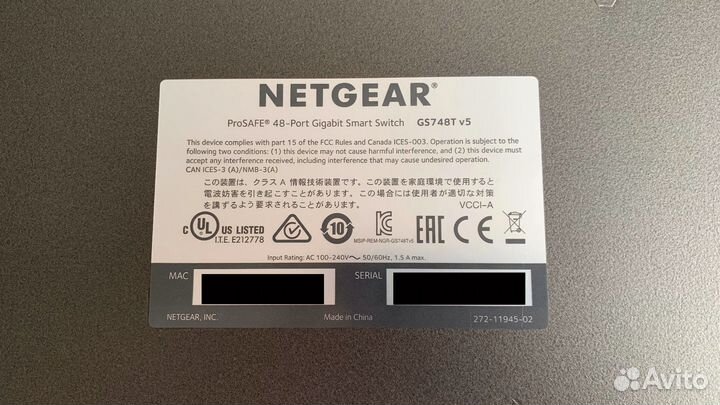 NETGEAR®
ProSAFE® 48-Port Gigabit Smart Switch GS748T v5
This device complies with part 15 of the FCC Rules and Canada ICES-003. Operation is subject to the
following two conditions: (1) this device may not cause harmful interference, and (2) this device must
accept any interference received, including interference that may cause undesired operation.
CAN ICES-3 (A)/NMB-3(A)
この装置は、クラス A 情報技術装置です。この装置を家庭環境で使用すると
電波妨害を引き起こすことがあります。この場合には使用者が適切な対策
を講ずるよう要求されることがあります。 VCCI-A
C UL US LISTED
I.T.E. E212778
10
MSIP-REM-NGR-GS748Tv5
EAC CE
Input Rating: AC 100-240V～ 50/60Hz, 1.5 A max.
MAC SERIAL
NETGEAR, INC. Made in China 272-11945-02
Avito